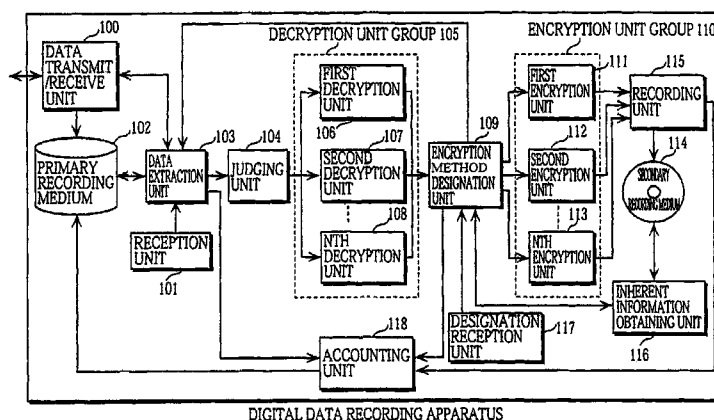 DECRYPTION UNIT GROUP 105
ENCRYPTION UNIT GROUP 110
100
DATA
TRANSMIT
/RECEIVE
UNIT
102
PRIMARY
RECORDING
MEDIUM
103
DATA
EXTRACTION
UNIT
104
JUDGING
UNIT
RECEPTION
UNIT
101
FIRST
DECRYPTION
UNIT
106
107
SECOND
DECRYPTION
UNIT
108
NTH
DECRYPTION
UNIT
109
ENCRYPTION
METHOD
DESIGNATION
UNIT
111
FIRST
ENCRYPTION
UNIT
112
SECOND
ENCRYPTION
UNIT
113
NTH
ENCRYPTION
UNIT
115
RECORDING
UNIT
114
SECONDARY
RECORDING MEDIUM
INHERENT
INFORMATION
OBTAINING UNIT
116
DESIGNATION
RECEPTION
UNIT
117
118
ACCOUNTING
UNIT
DIGITAL DATA RECORDING APPARATUS